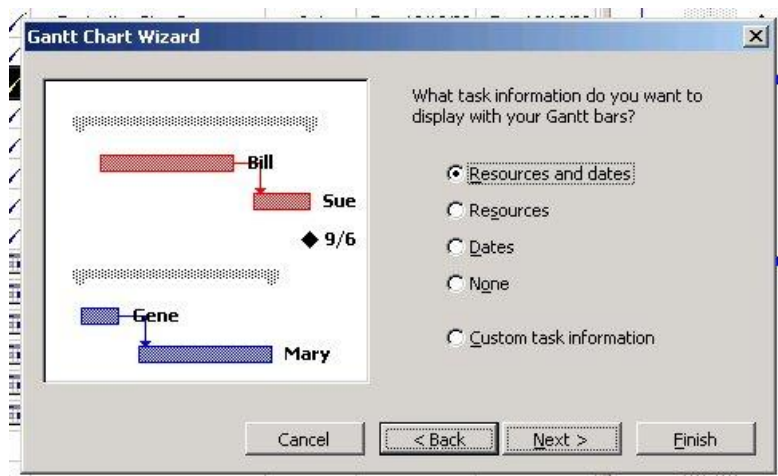 Gantt Chart Wizard
What task information do you want to
display with your Gantt bars?
Bill
Sue
9/6
Gene
Mary
Resources and dates
Resources
Dates
None
Custom task information
Cancel
< Back
Next >
Finish